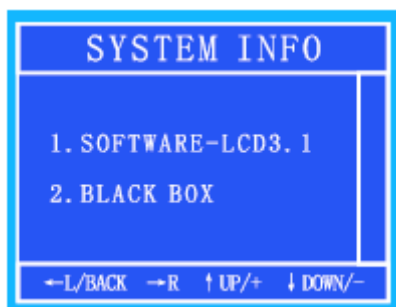 SYSTEM INFO
1. SOFTWARE-LCD3.1
2. BLACK BOX
←L/BACK →R ↑UP/+ ↓DOWN/-